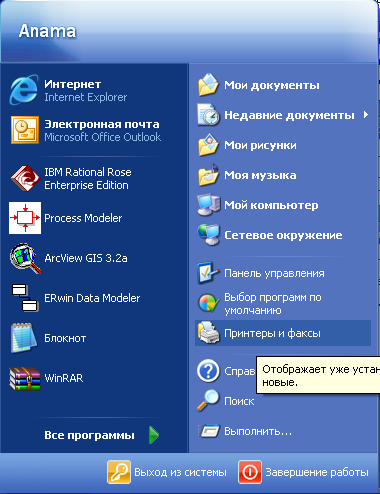 Anama
Интернет
Internet Explorer
Электронная почта
Microsoft Office Outlook
IBM Rational Rose
Enterprise Edition
Process Modeler
ArcView GIS 3.2a
ERwin Data Modeler
Блокнот
WinRAR
Все программы
Мои документы
Недавние документы
Мои рисунки
Моя музыка
Мой компьютер
Сетевое окружение
Панель управления
Выбор программ по
умолчанию
Принтеры и факсы
Справ
Отображает уже устан
новые.
Поиск
Выполнить...
Выход из системы
Завершение работы